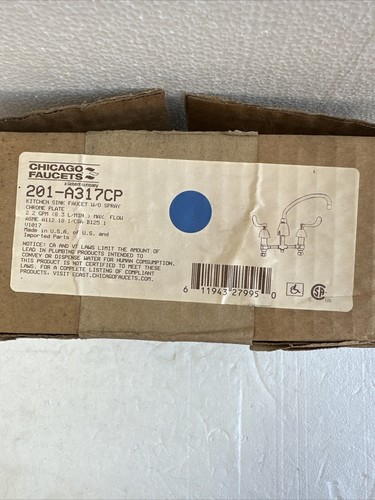 CHICAGO
FAUCETS
a Geberit company
201-A317CP
KITCHEN SINK FAUCET W/O SPRAY
CHROME PLATE
2.2 GPM (8.3 L/MIN.) MAX. FLOW
ASME A112.18.1/CSA B125.1
V1017
Made in U.S.A. of U.S. and
Imported Parts
NOTICE: CA AND VT LAWS LIMIT THE AMOUNT OF
LEAD IN PLUMBING PRODUCTS INTENDED TO
CONVEY OR DISPENSE WATER FOR HUMAN CONSUMPTION.
THIS PRODUCT IS NOT CERTIFIED TO MEET THESE
LAWS. FOR A COMPLETE LISTING OF COMPLIANT
PRODUCTS VISIT ECAST.CHICAGOFAUCETS.COM.
6 11943 27995 0